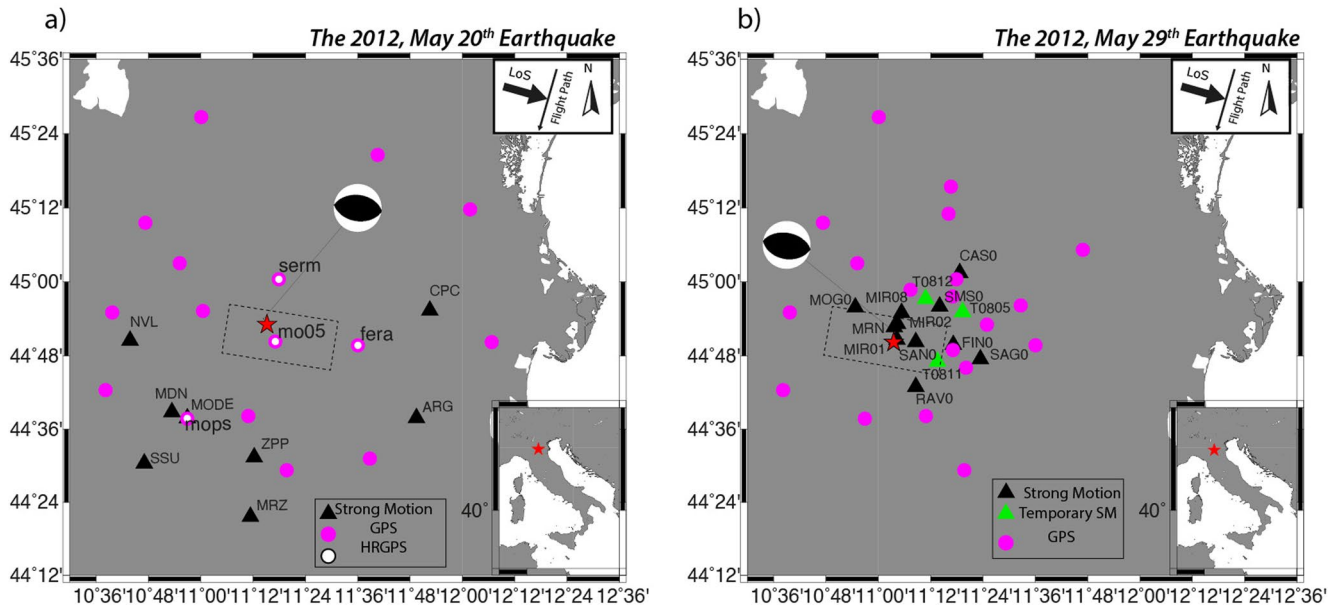 a)
The 2012, May 20th Earthquake
45°36'
45°24'
45°12'
45°00'
44°48'
44°36'
44°24'
44°12'
LoS
Flight Path
N
serm
CPC
NVL
mo05
fera
MDN
MODE
mops
ARG
SSU
ZPP
MRZ
Strong Motion
GPS
HRGPS
40°
10°36'10°48'11°00'11°12'11°24'11°36'11°48'12°00'12°12'12°24'12°36'
b)
The 2012, May 29th Earthquake
45°36'
45°24'
45°12'
45°00'
44°48'
44°36'
44°24'
44°12'
LoS
Flight Path
N
CAS0
T0812
MOG0
MIR08
SMS0
T0805
MRN
MIR02
MIR01
SAN0
FIN0
SAG0
T0811
RAV0
Strong Motion
Temporary SM
GPS
40°
10°36'10°48'11°00'11°12'11°24'11°36'11°48'12°00'12°12'12°24'12°36'